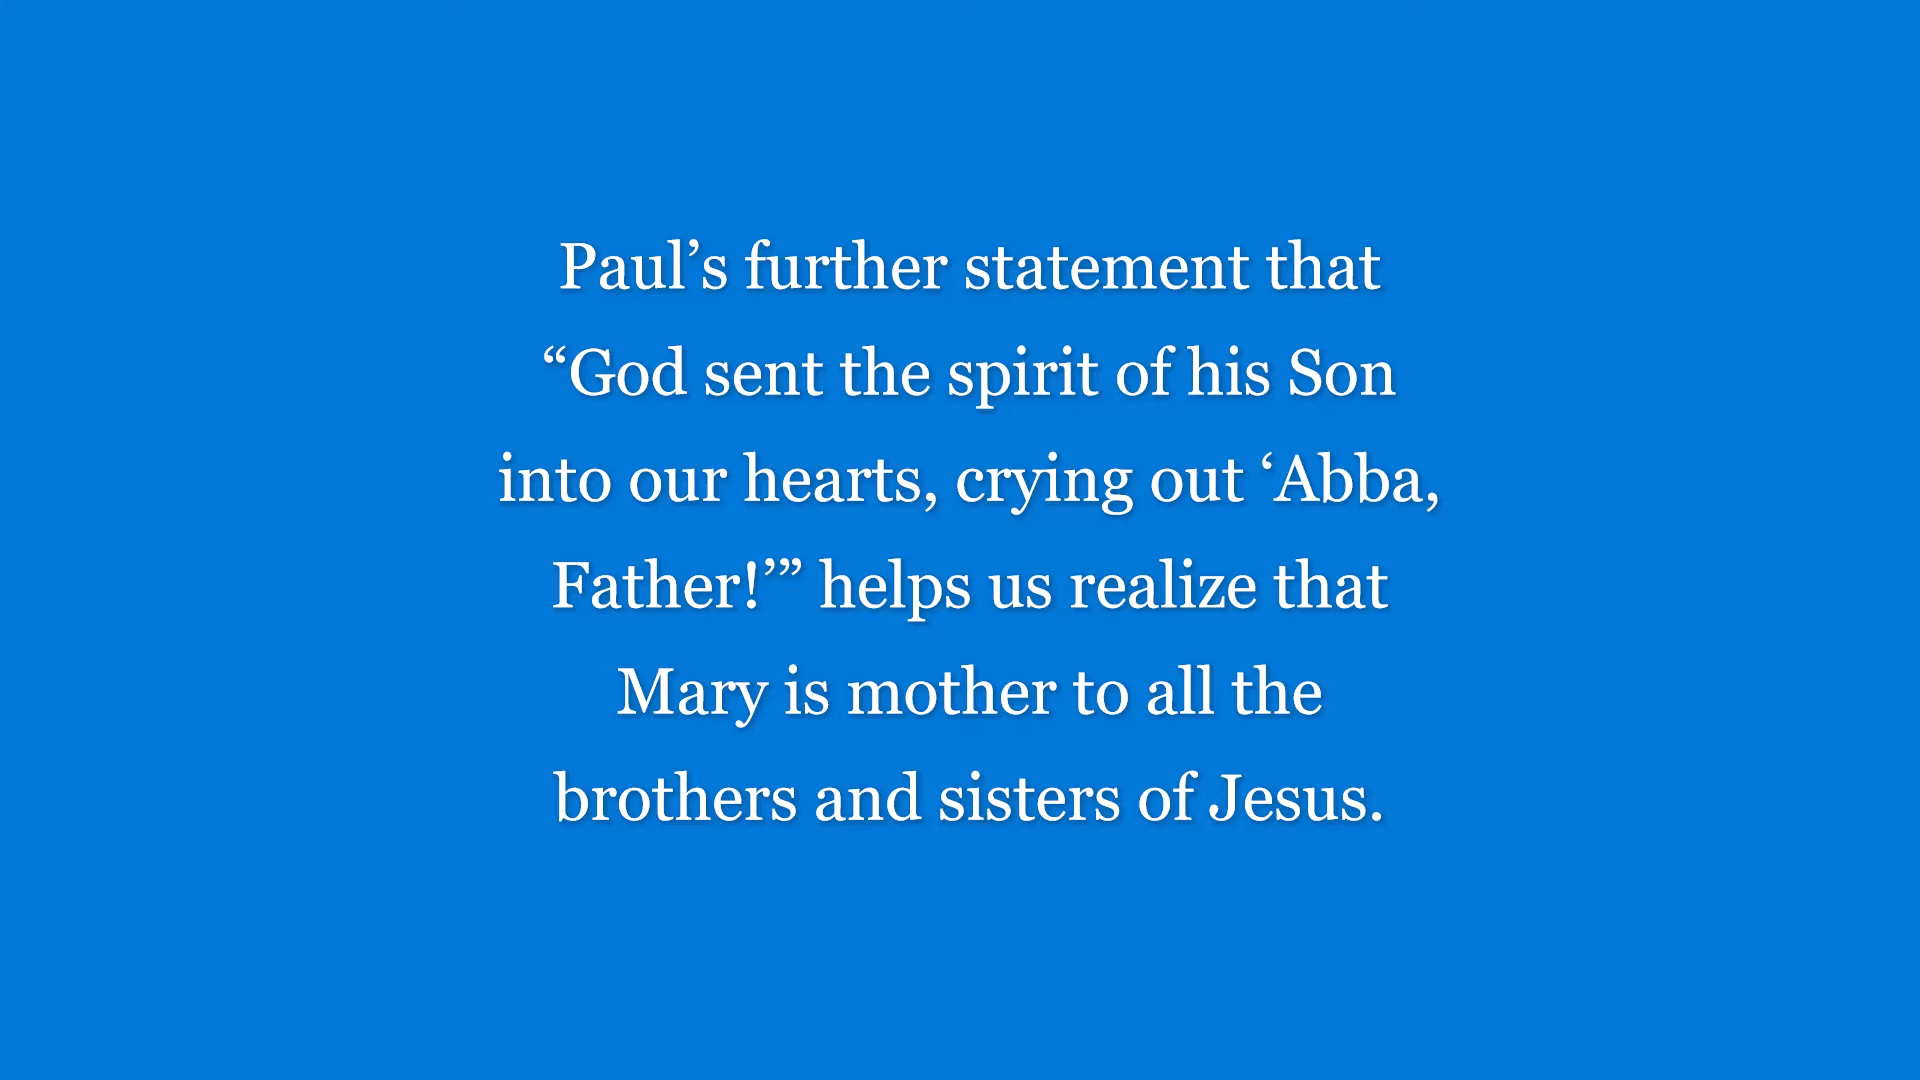 Paul’s further statement that
“God sent the spirit of his Son
into our hearts, crying out ‘Abba,
Father!’” helps us realize that
Mary is mother to all the
brothers and sisters of Jesus.